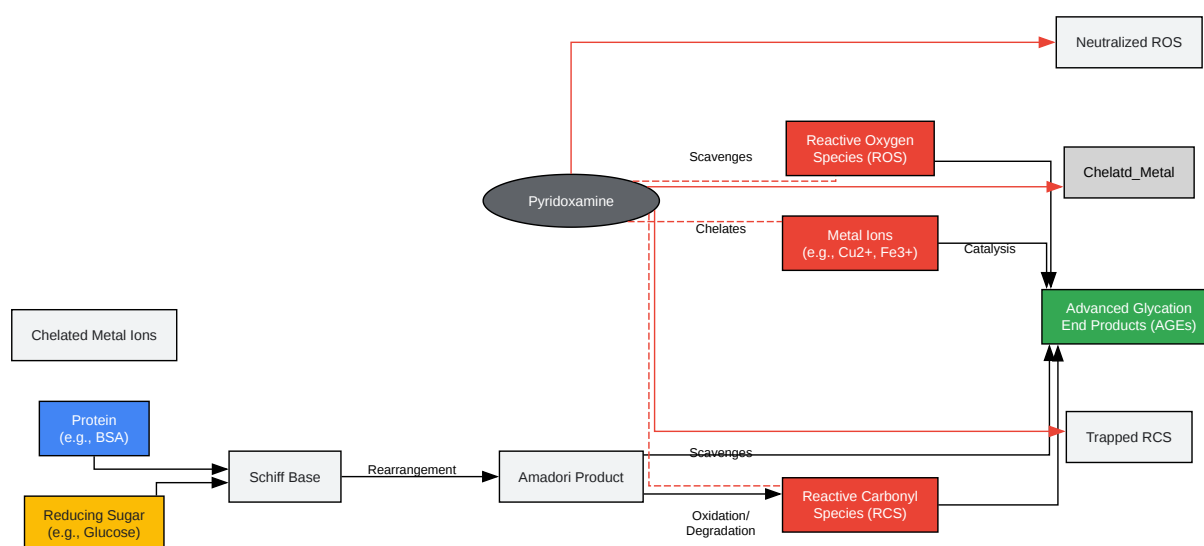 Neutralized ROS
Reactive Oxygen
Species (ROS)
Scavenges
Chelatd_Metal
Pyridoxamine
Chelates
Metal Ions
(e.g., Cu2+, Fe3+)
Catalysis
Advanced Glycation
End Products (AGEs)
Chelated Metal Ions
Protein
(e.g., BSA)
Trapped RCS
Scavenges
Schiff Base
Rearrangement
Amadori Product
Reactive Carbonyl
Species (RCS)
Oxidation/
Degradation
Reducing Sugar
(e.g., Glucose)